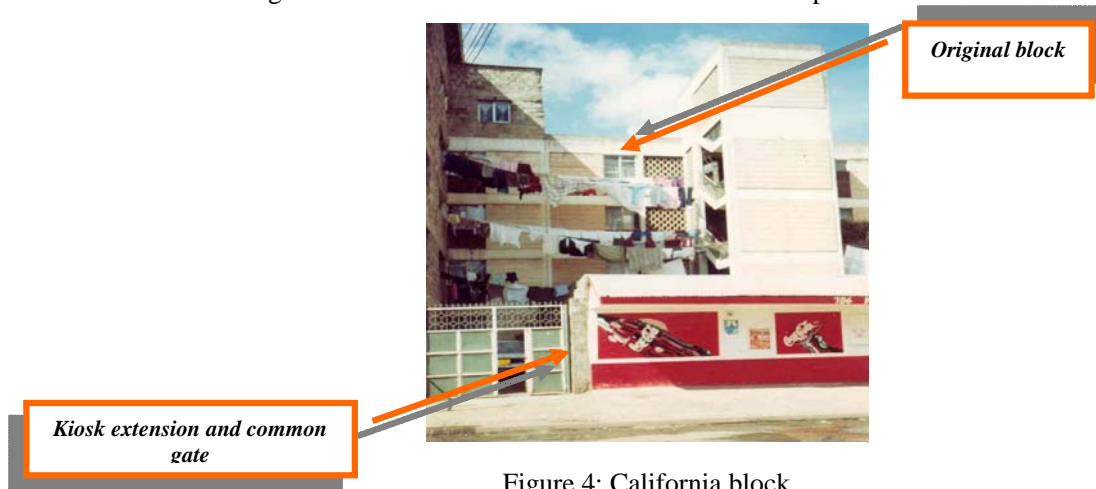 Original block
Kiosk extension and common
gate
Figure 4: California block